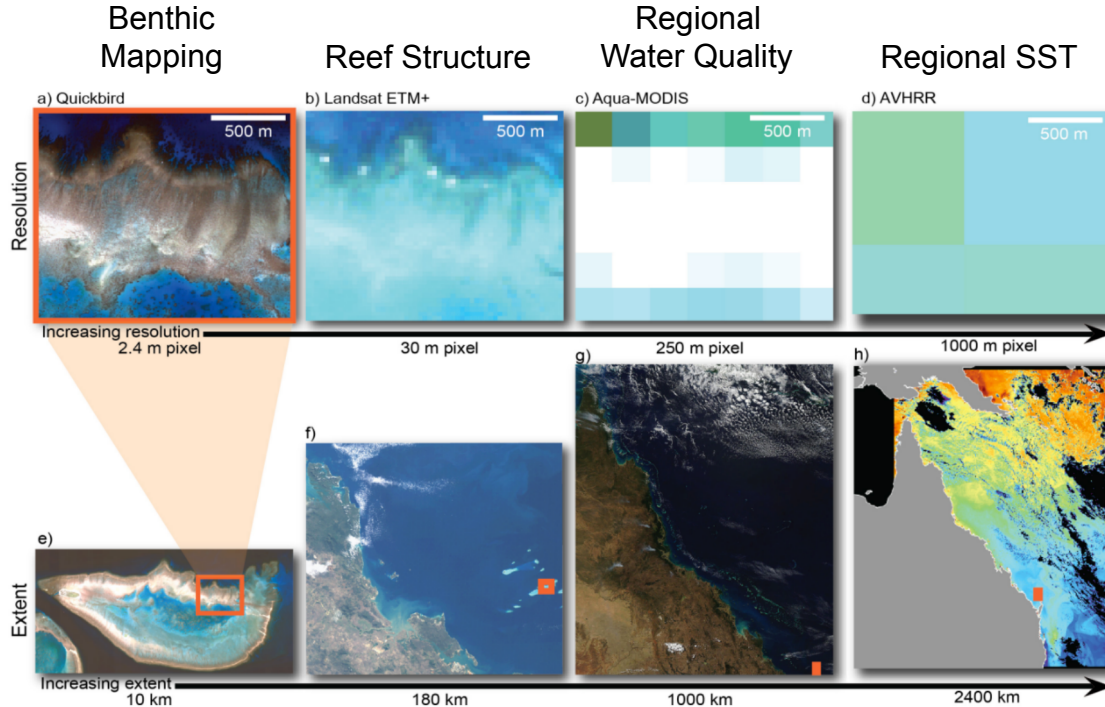 Benthic
Mapping
Reef Structure
Regional
Water Quality
Regional SST
a) Quickbird
b) Landsat ETM+
c) Aqua-MODIS
d) AVHRR
500 m
500 m
500 m
500 m
Resolution
Increasing resolution
2.4 m pixel
30 m pixel
250 m pixel
1000 m pixel
e)
f)
g)
h)
Extent
Increasing extent
10 km
180 km
1000 km
2400 km